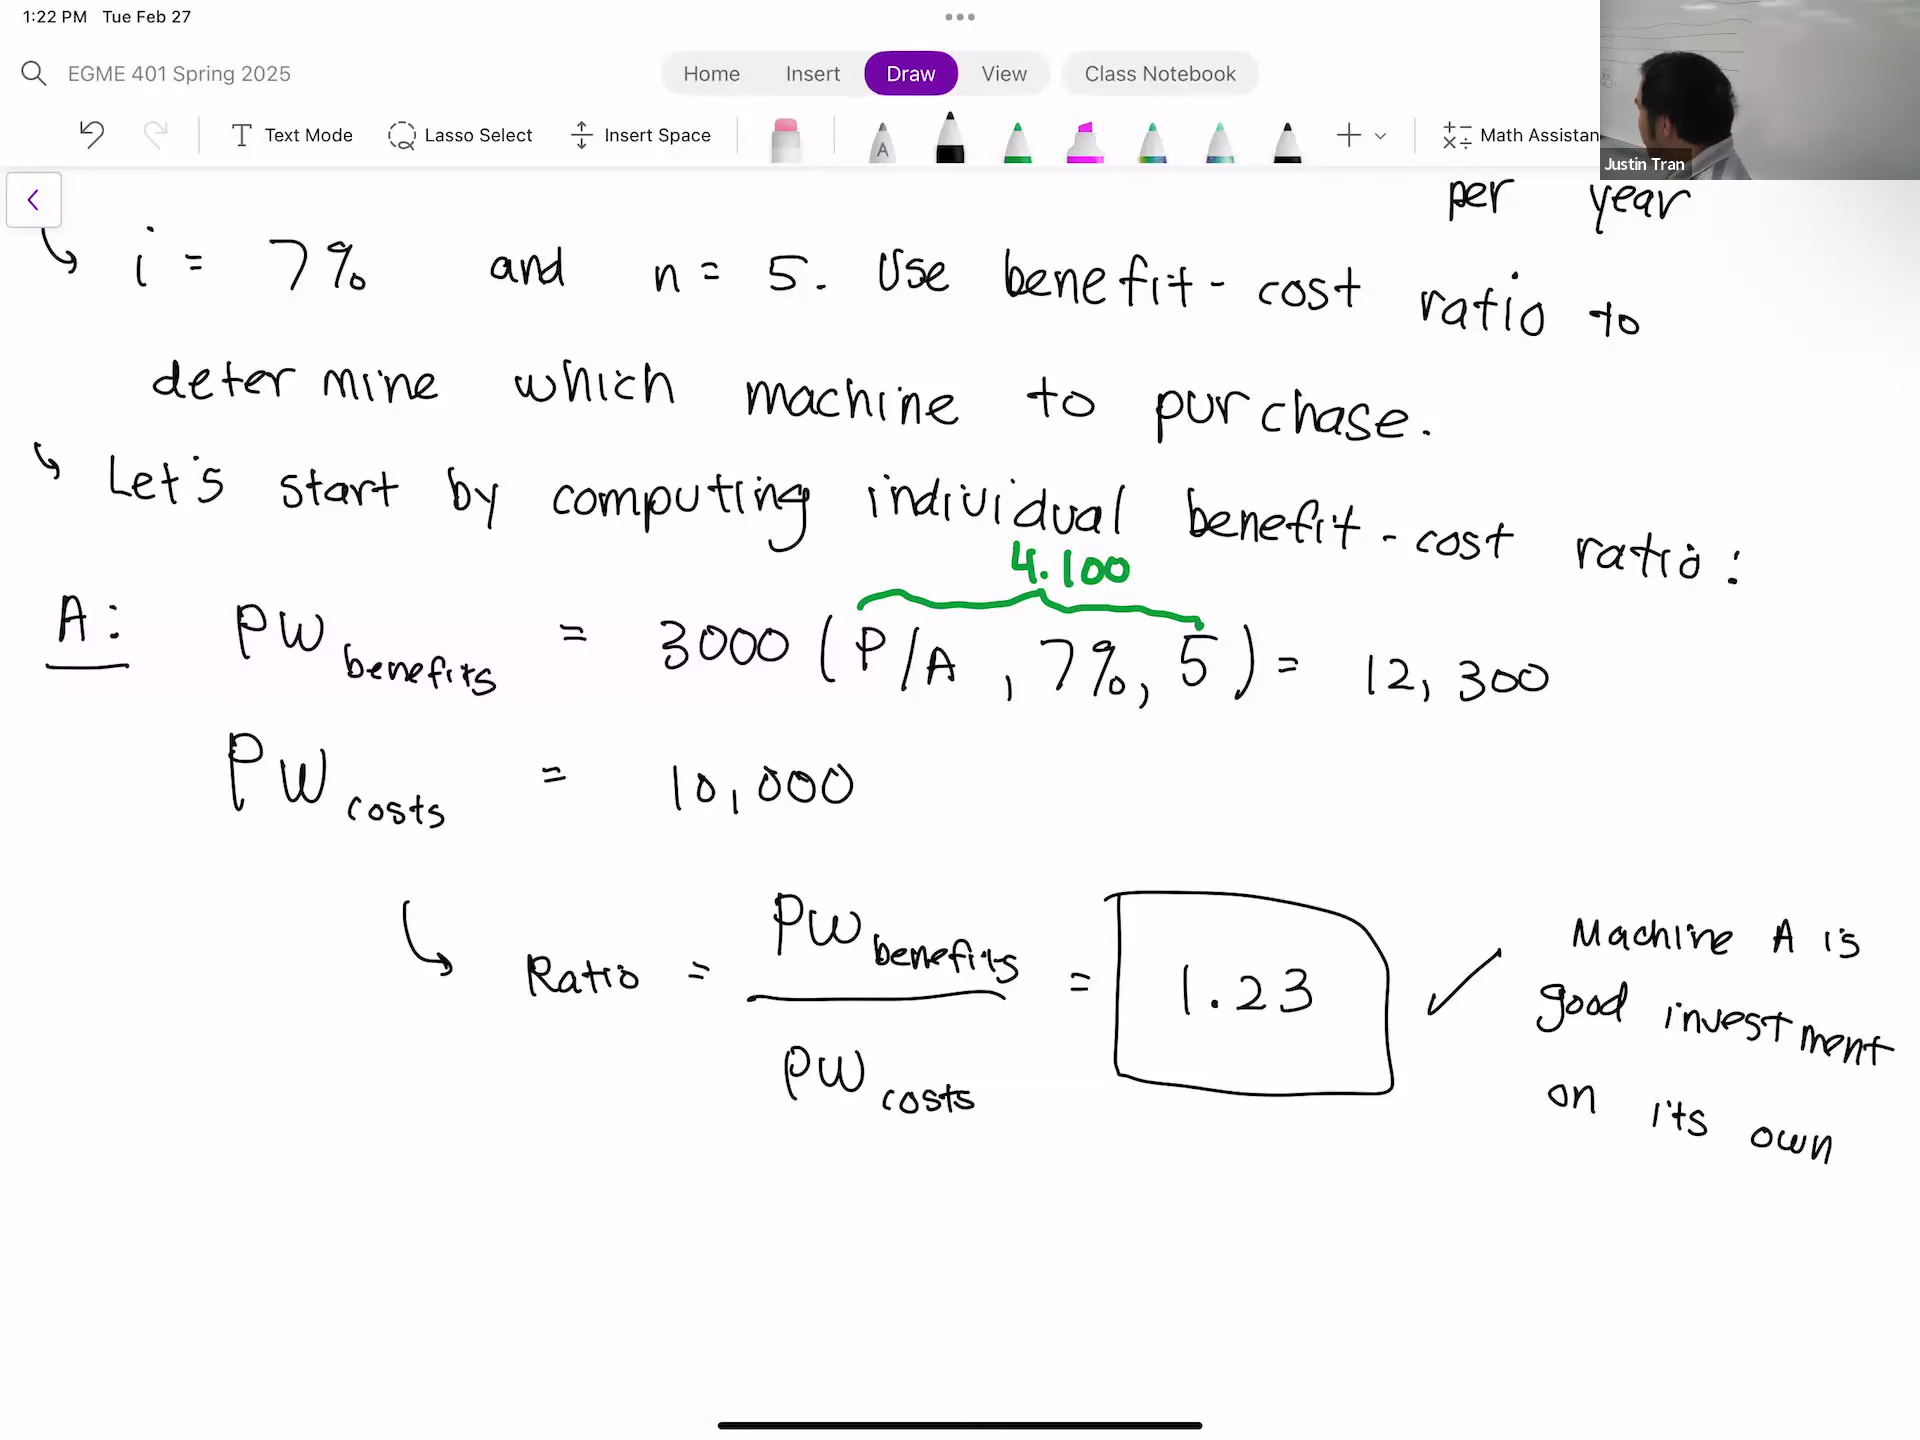 1:22 PM Tue Feb 27
EGME 401 Spring 2025
Home Insert Draw View Class Notebook
Text Mode Lasso Select Insert Space A Math Assistan
Justin Tran
per year
i = 7% and n = 5. Use benefit-cost ratio to
determine which machine to purchase.
Let's start by computing individual benefit-cost ratio:
4.100
A: PW benefits = 3000 (P/A, 7%, 5) = 12,300
PW costs = 10,000
Ratio = PW benefits / PW costs = 1.23 ✓
Machine A is
good investment
on its own